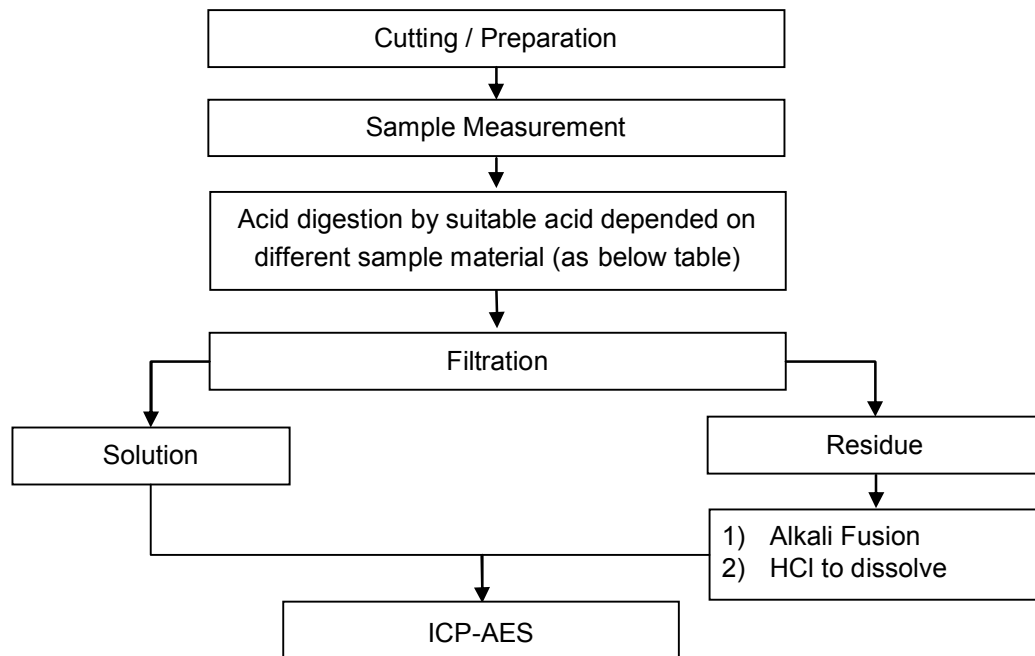 Cutting / Preparation
Sample Measurement
Acid digestion by suitable acid depended on
different sample material (as below table)
Filtration
Solution
Residue
1) Alkali Fusion
2) HCl to dissolve
ICP-AES